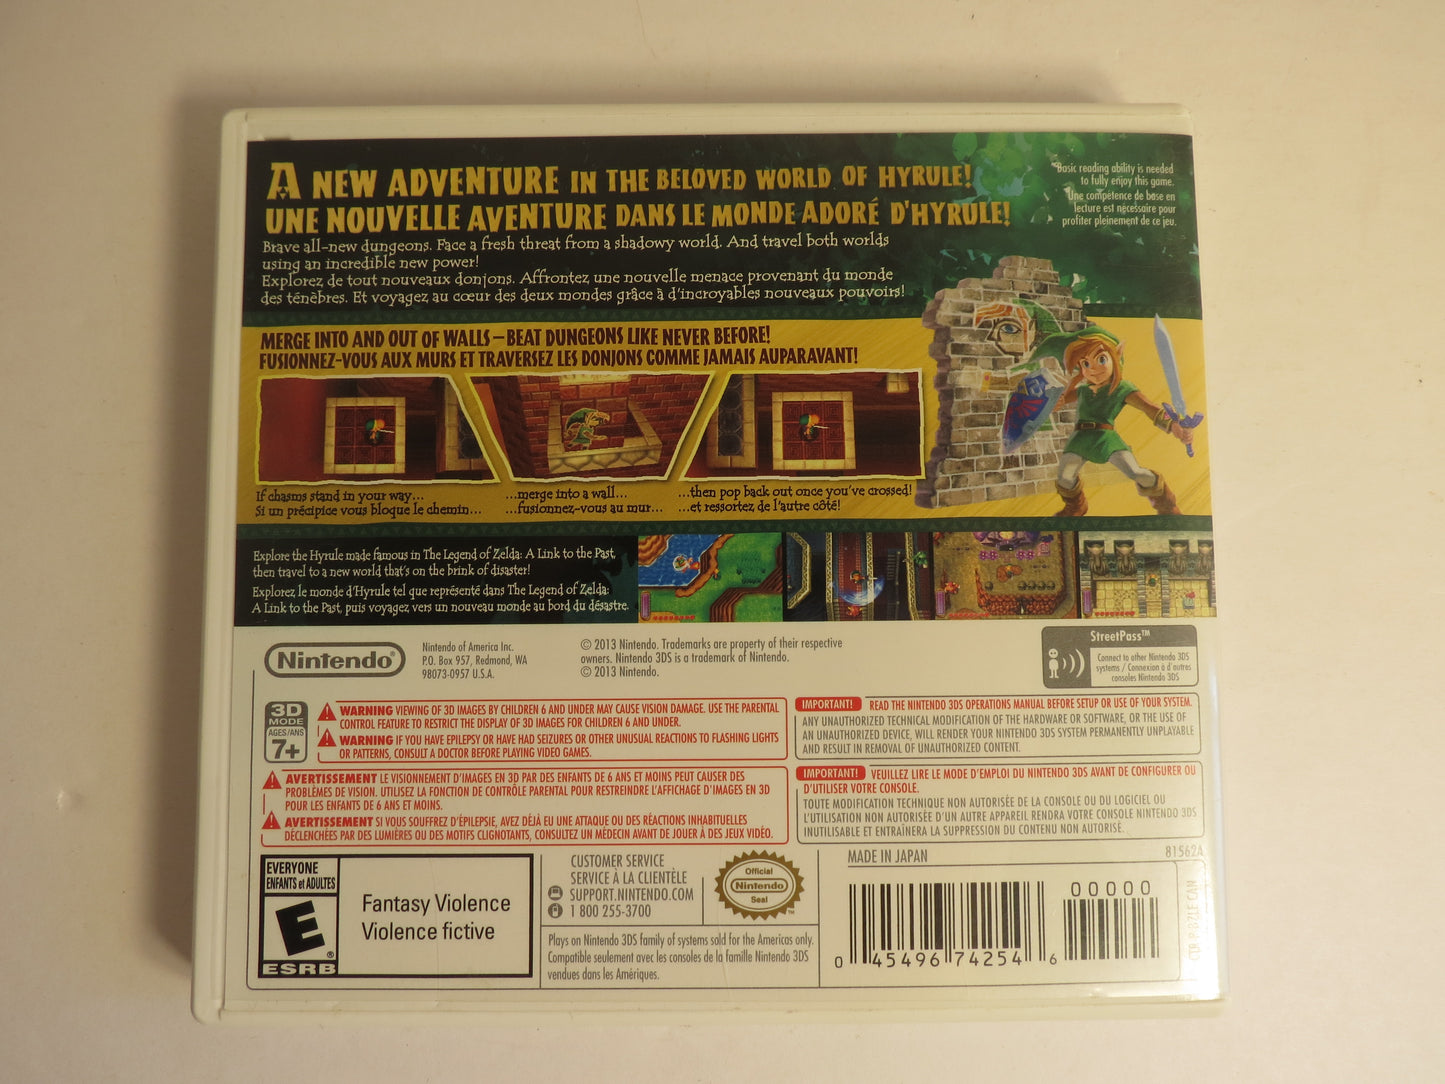 A NEW ADVENTURE IN THE BELOVED WORLD OF HYRULE!
UNE NOUVELLE AVENTURE DANS LE MONDE ADORÉ D'HYRULE!
Brave all-new dungeons. Face a fresh threat from a shadowy world. And travel both worlds
using an incredible new power!
Explorez de tout nouveaux donjons. Affrontez une nouvelle menace provenant du monde
des ténèbres. Et voyagez au cœur des deux mondes grâce à d'incroyables nouveaux pouvoirs!
*Basic reading ability is needed
to fully enjoy this game.
*Une compétence de base en
lecture est nécessaire pour
profiter pleinement de ce jeu.
MERGE INTO AND OUT OF WALLS—BEAT DUNGEONS LIKE NEVER BEFORE!
FUSIONNEZ-VOUS AUX MURS ET TRAVERSEZ LES DONJONS COMME JAMAIS AUPARAVANT!
If chasms stand in your way...
Si un précipice vous bloque le chemin...
...merge into a wall...
...fusionnez-vous au mur...
...then pop back out once you've crossed!
...et ressortez de l'autre côté!
Explore the Hyrule made famous in The Legend of Zelda: A Link to the Past,
then travel to a new world that's on the brink of disaster!
Explorez le monde d'Hyrule tel que représenté dans The Legend of Zelda:
A Link to the Past, puis voyagez vers un nouveau monde au bord du désastre.
Nintendo®
Nintendo of America Inc.
P.O. Box 957, Redmond, WA
98073-0957 U.S.A.
© 2013 Nintendo. Trademarks are property of their respective
owners. Nintendo 3DS is a trademark of Nintendo.
© 2013 Nintendo.
StreetPass™
Connect to other Nintendo 3DS
systems / Connexion à d'autres
consoles Nintendo 3DS
3D
MODE
AGES/ANS
7+
WARNING VIEWING OF 3D IMAGES BY CHILDREN 6 AND UNDER MAY CAUSE VISION DAMAGE. USE THE PARENTAL
CONTROL FEATURE TO RESTRICT THE DISPLAY OF 3D IMAGES FOR CHILDREN 6 AND UNDER.
WARNING IF YOU HAVE EPILEPSY OR HAVE HAD SEIZURES OR OTHER UNUSUAL REACTIONS TO FLASHING LIGHTS
OR PATTERNS, CONSULT A DOCTOR BEFORE PLAYING VIDEO GAMES.
AVERTISSEMENT LE VISIONNEMENT D'IMAGES EN 3D PAR DES ENFANTS DE 6 ANS ET MOINS PEUT CAUSER DES
PROBLÈMES DE VISION. UTILISEZ LA FONCTION DE CONTRÔLE PARENTAL POUR RESTREINDRE L'AFFICHAGE D'IMAGES EN 3D
POUR LES ENFANTS DE 6 ANS ET MOINS.
AVERTISSEMENT SI VOUS SOUFFREZ D'ÉPILEPSIE, AVEZ DÉJÀ EU UNE ATTAQUE OU DES RÉACTIONS INHABITUELLES
DÉCLENCHÉES PAR DES LUMIÈRES OU DES MOTIFS CLIGNOTANTS, CONSULTEZ UN MÉDECIN AVANT DE JOUER À DES JEUX VIDÉO.
IMPORTANT! READ THE NINTENDO 3DS OPERATIONS MANUAL BEFORE SETUP OR USE OF YOUR SYSTEM.
ANY UNAUTHORIZED TECHNICAL MODIFICATION OF THE HARDWARE OR SOFTWARE, OR THE USE OF
AN UNAUTHORIZED DEVICE, WILL RENDER YOUR NINTENDO 3DS SYSTEM PERMANENTLY UNPLAYABLE
AND RESULT IN REMOVAL OF UNAUTHORIZED CONTENT.
IMPORTANT! VEUILLEZ LIRE LE MODE D'EMPLOI DU NINTENDO 3DS AVANT DE CONFIGURER OU
D'UTILISER VOTRE CONSOLE.
TOUTE MODIFICATION TECHNIQUE NON AUTORISÉE DE LA CONSOLE OU DU LOGICIEL OU
L'UTILISATION NON AUTORISÉE D'UN AUTRE APPAREIL RENDRA VOTRE CONSOLE NINTENDO 3DS
INUTILISABLE ET ENTRAÎNERA LA SUPPRESSION DU CONTENU NON AUTORISÉ.
EVERYONE
ENFANTS et ADULTES
E
ESRB
Fantasy Violence
Violence fictive
CUSTOMER SERVICE
SERVICE À LA CLIENTÈLE
SUPPORT.NINTENDO.COM
1 800 255-3700
Official
Nintendo
Seal
Plays on Nintendo 3DS family of systems sold for the Americas only.
Compatible seulement avec les consoles de la famille Nintendo 3DS
vendues dans les Amériques.
MADE IN JAPAN
81562A
00000
0 45496 74254 6
CTR-P-BZLE-CAN